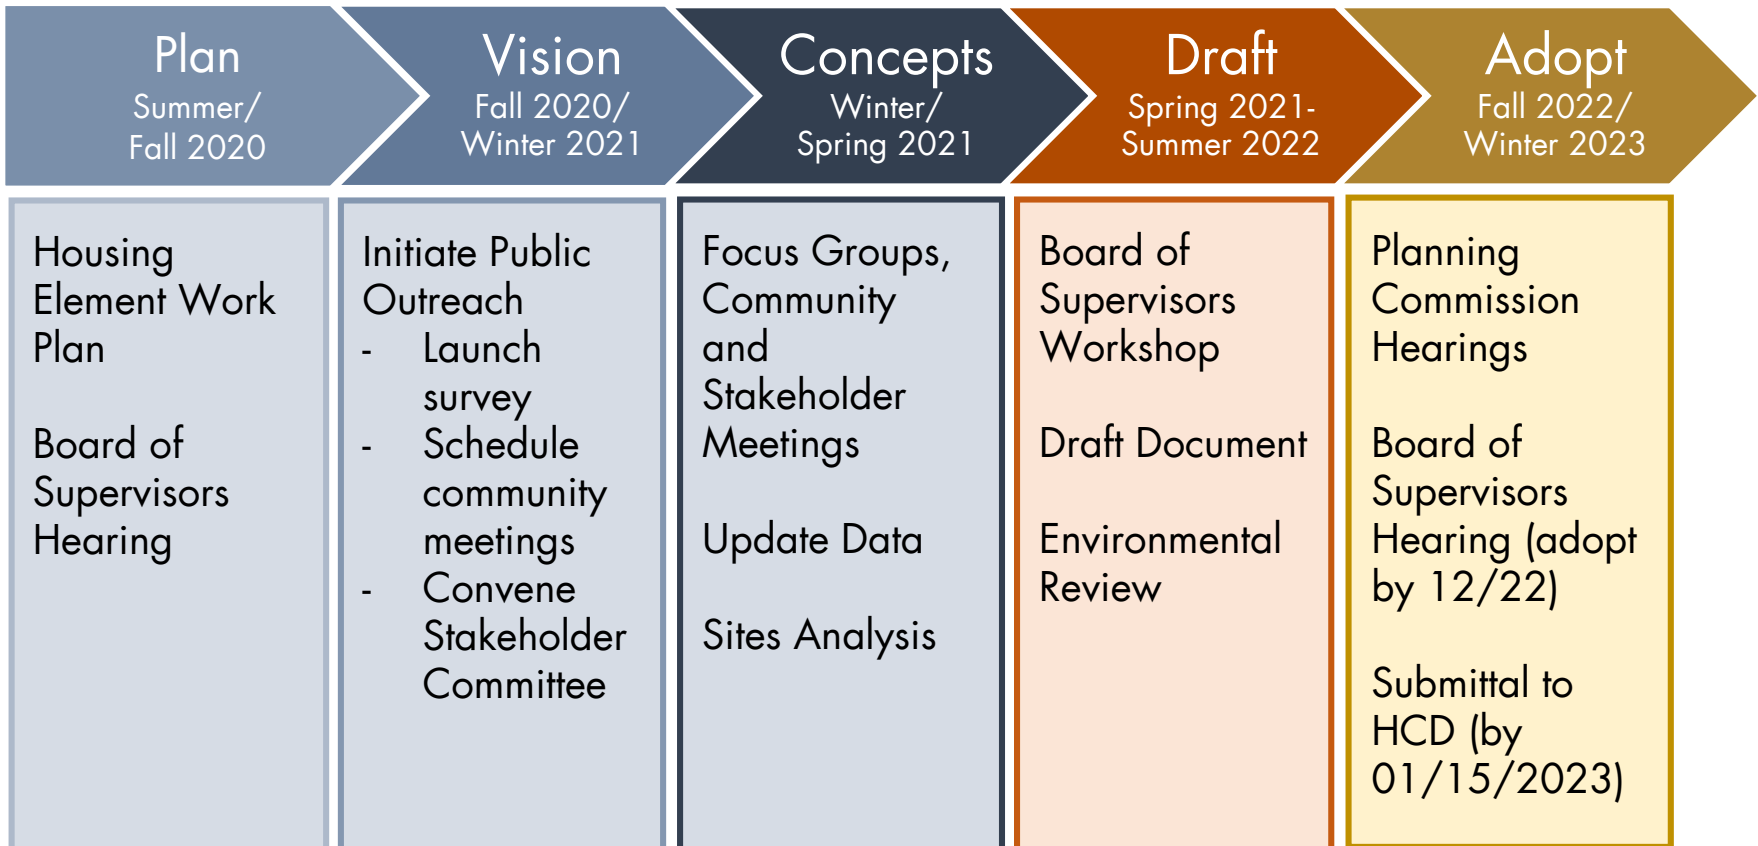 Plan
Summer/
Fall 2020
Vision
Fall 2020/
Winter 2021
Concepts
Winter/
Spring 2021
Draft
Spring 2021-
Summer 2022
Adopt
Fall 2022/
Winter 2023
Housing
Element Work
Plan
Board of
Supervisors
Hearing
Initiate Public
Outreach
- Launch
survey
- Schedule
community
meetings
- Convene
Stakeholder
Committee
Focus Groups,
Community
and
Stakeholder
Meetings
Update Data
Sites Analysis
Board of
Supervisors
Workshop
Draft Document
Environmental
Review
Planning
Commission
Hearings
Board of
Supervisors
Hearing (adopt
by 12/22)
Submittal to
HCD (by
01/15/2023)